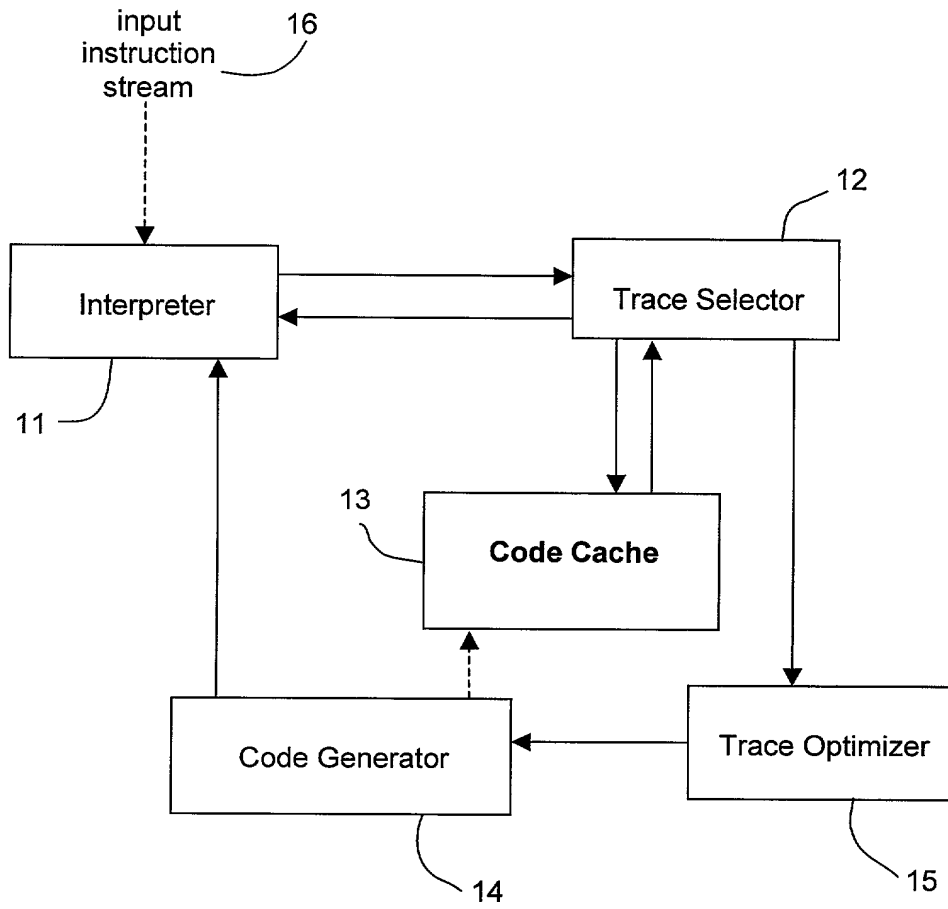 input
instruction
stream
16
12
Interpreter
Trace Selector
11
13
Code Cache
Code Generator
Trace Optimizer
14
15